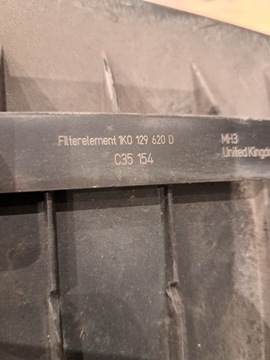 Filterelement 1K0 129 620 D
C35 154
MH3
United Kingdo